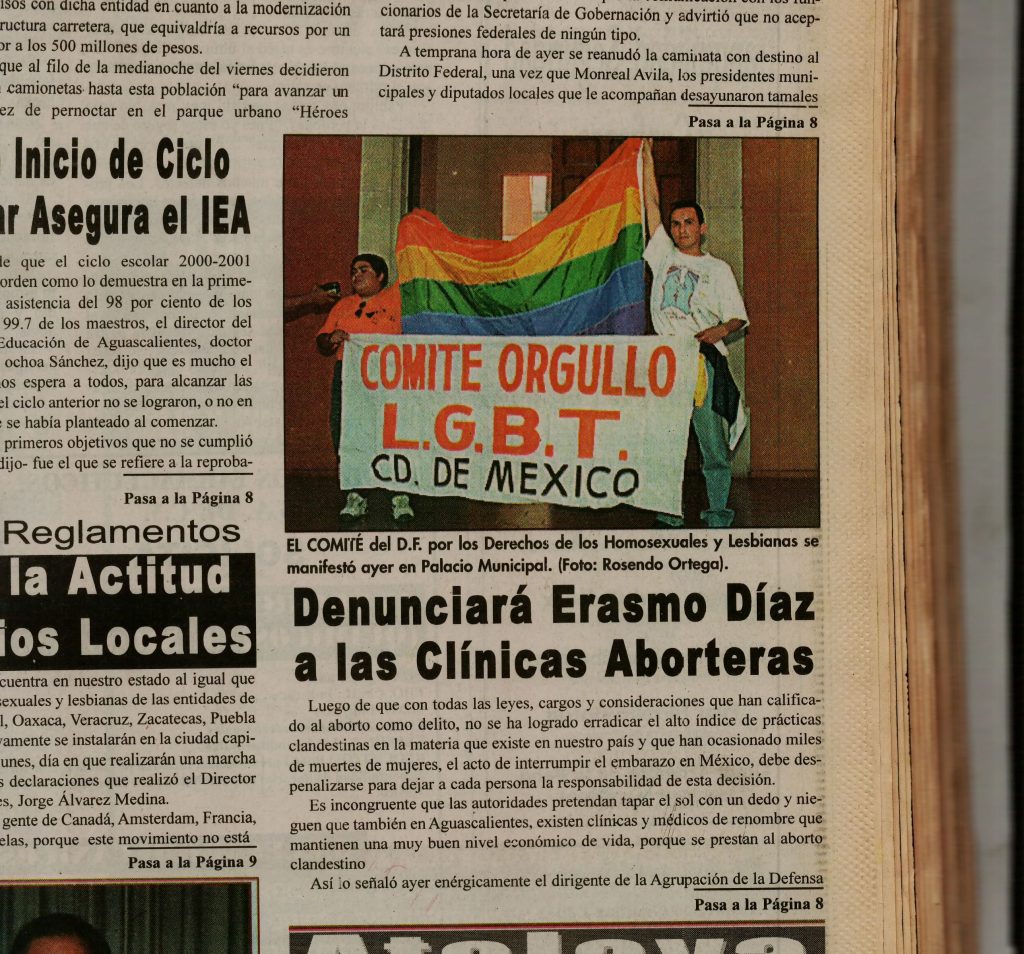 isos con dicha entidad en cuanto a la modernización
ructura carretera, que equivaldría a recursos por un
or a los 500 millones de pesos.
que al filo de la medianoche del viernes decidieron
camionetas hasta esta población “para avanzar un
ez de pernoctar en el parque urbano “Héroes
Inicio de Ciclo
ar Asegura el IEA
de que el ciclo escolar 2000-2001
orden como lo demuestra en la prime-
asistencia del 98 por ciento de los
99.7 de los maestros, el director del
Educación de Aguascalientes, doctor
ochoa Sánchez, dijo que es mucho el
nos espera a todos, para alcanzar las
el ciclo anterior no se lograron, o no en
e se había planteado al comenzar.
primeros objetivos que no se cumplió
dijo- fue el que se refiere a la reproba-
Pasa a la Página 8
Reglamentos
la Actitud
ios Locales
cuentra en nuestro estado al igual que
sexuales y lesbianas de las entidades de
l, Oaxaca, Veracruz, Zacatecas, Puebla
vamente se instalarán en la ciudad capi-
unes, día en que realizarán una marcha
s declaraciones que realizó el Director
es, Jorge Álvarez Medina.
gente de Canadá, Amsterdam, Francia,
elas, porque este movimiento no está
Pasa a la Página 9
cionarios de la Secretaría de Gobernación y advirtió que no acep-
tará presiones federales de ningún tipo.
A temprana hora de ayer se reanudó la caminata con destino al
Distrito Federal, una vez que Monreal Avila, los presidentes muni-
cipales y diputados locales que le acompañan desayunaron tamales
Pasa a la Página 8
COMITE ORGULLO
L.G.B.T.
CD. DE MEXICO
EL COMITÉ del D.F. por los Derechos de los Homosexuales y Lesbianas se
manifestó ayer en Palacio Municipal. (Foto: Rosendo Ortega).
Denunciará Erasmo Díaz
a las Clínicas Aborteras
Luego de que con todas las leyes, cargos y consideraciones que han califica-
do al aborto como delito, no se ha logrado erradicar el alto índice de prácticas
clandestinas en la materia que existe en nuestro país y que han ocasionado miles
de muertes de mujeres, el acto de interrumpir el embarazo en México, debe des-
penalizarse para dejar a cada persona la responsabilidad de esta decisión.
Es incongruente que las autoridades pretendan tapar el sol con un dedo y nie-
guen que también en Aguascalientes, existen clínicas y médicos de renombre que
mantienen una muy buen nivel económico de vida, porque se prestan al aborto
clandestino
Así lo señaló ayer enérgicamente el dirigente de la Agrupación de la Defensa
Pasa a la Página 8
Atalaya